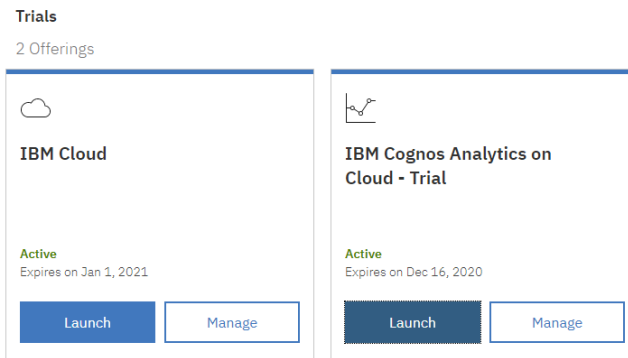 Trials
2 Offerings
IBM Cloud
Active
Expires on Jan 1, 2021
Launch
Manage
IBM Cognos Analytics on
Cloud - Trial
Active
Expires on Dec 16, 2020
Launch
Manage